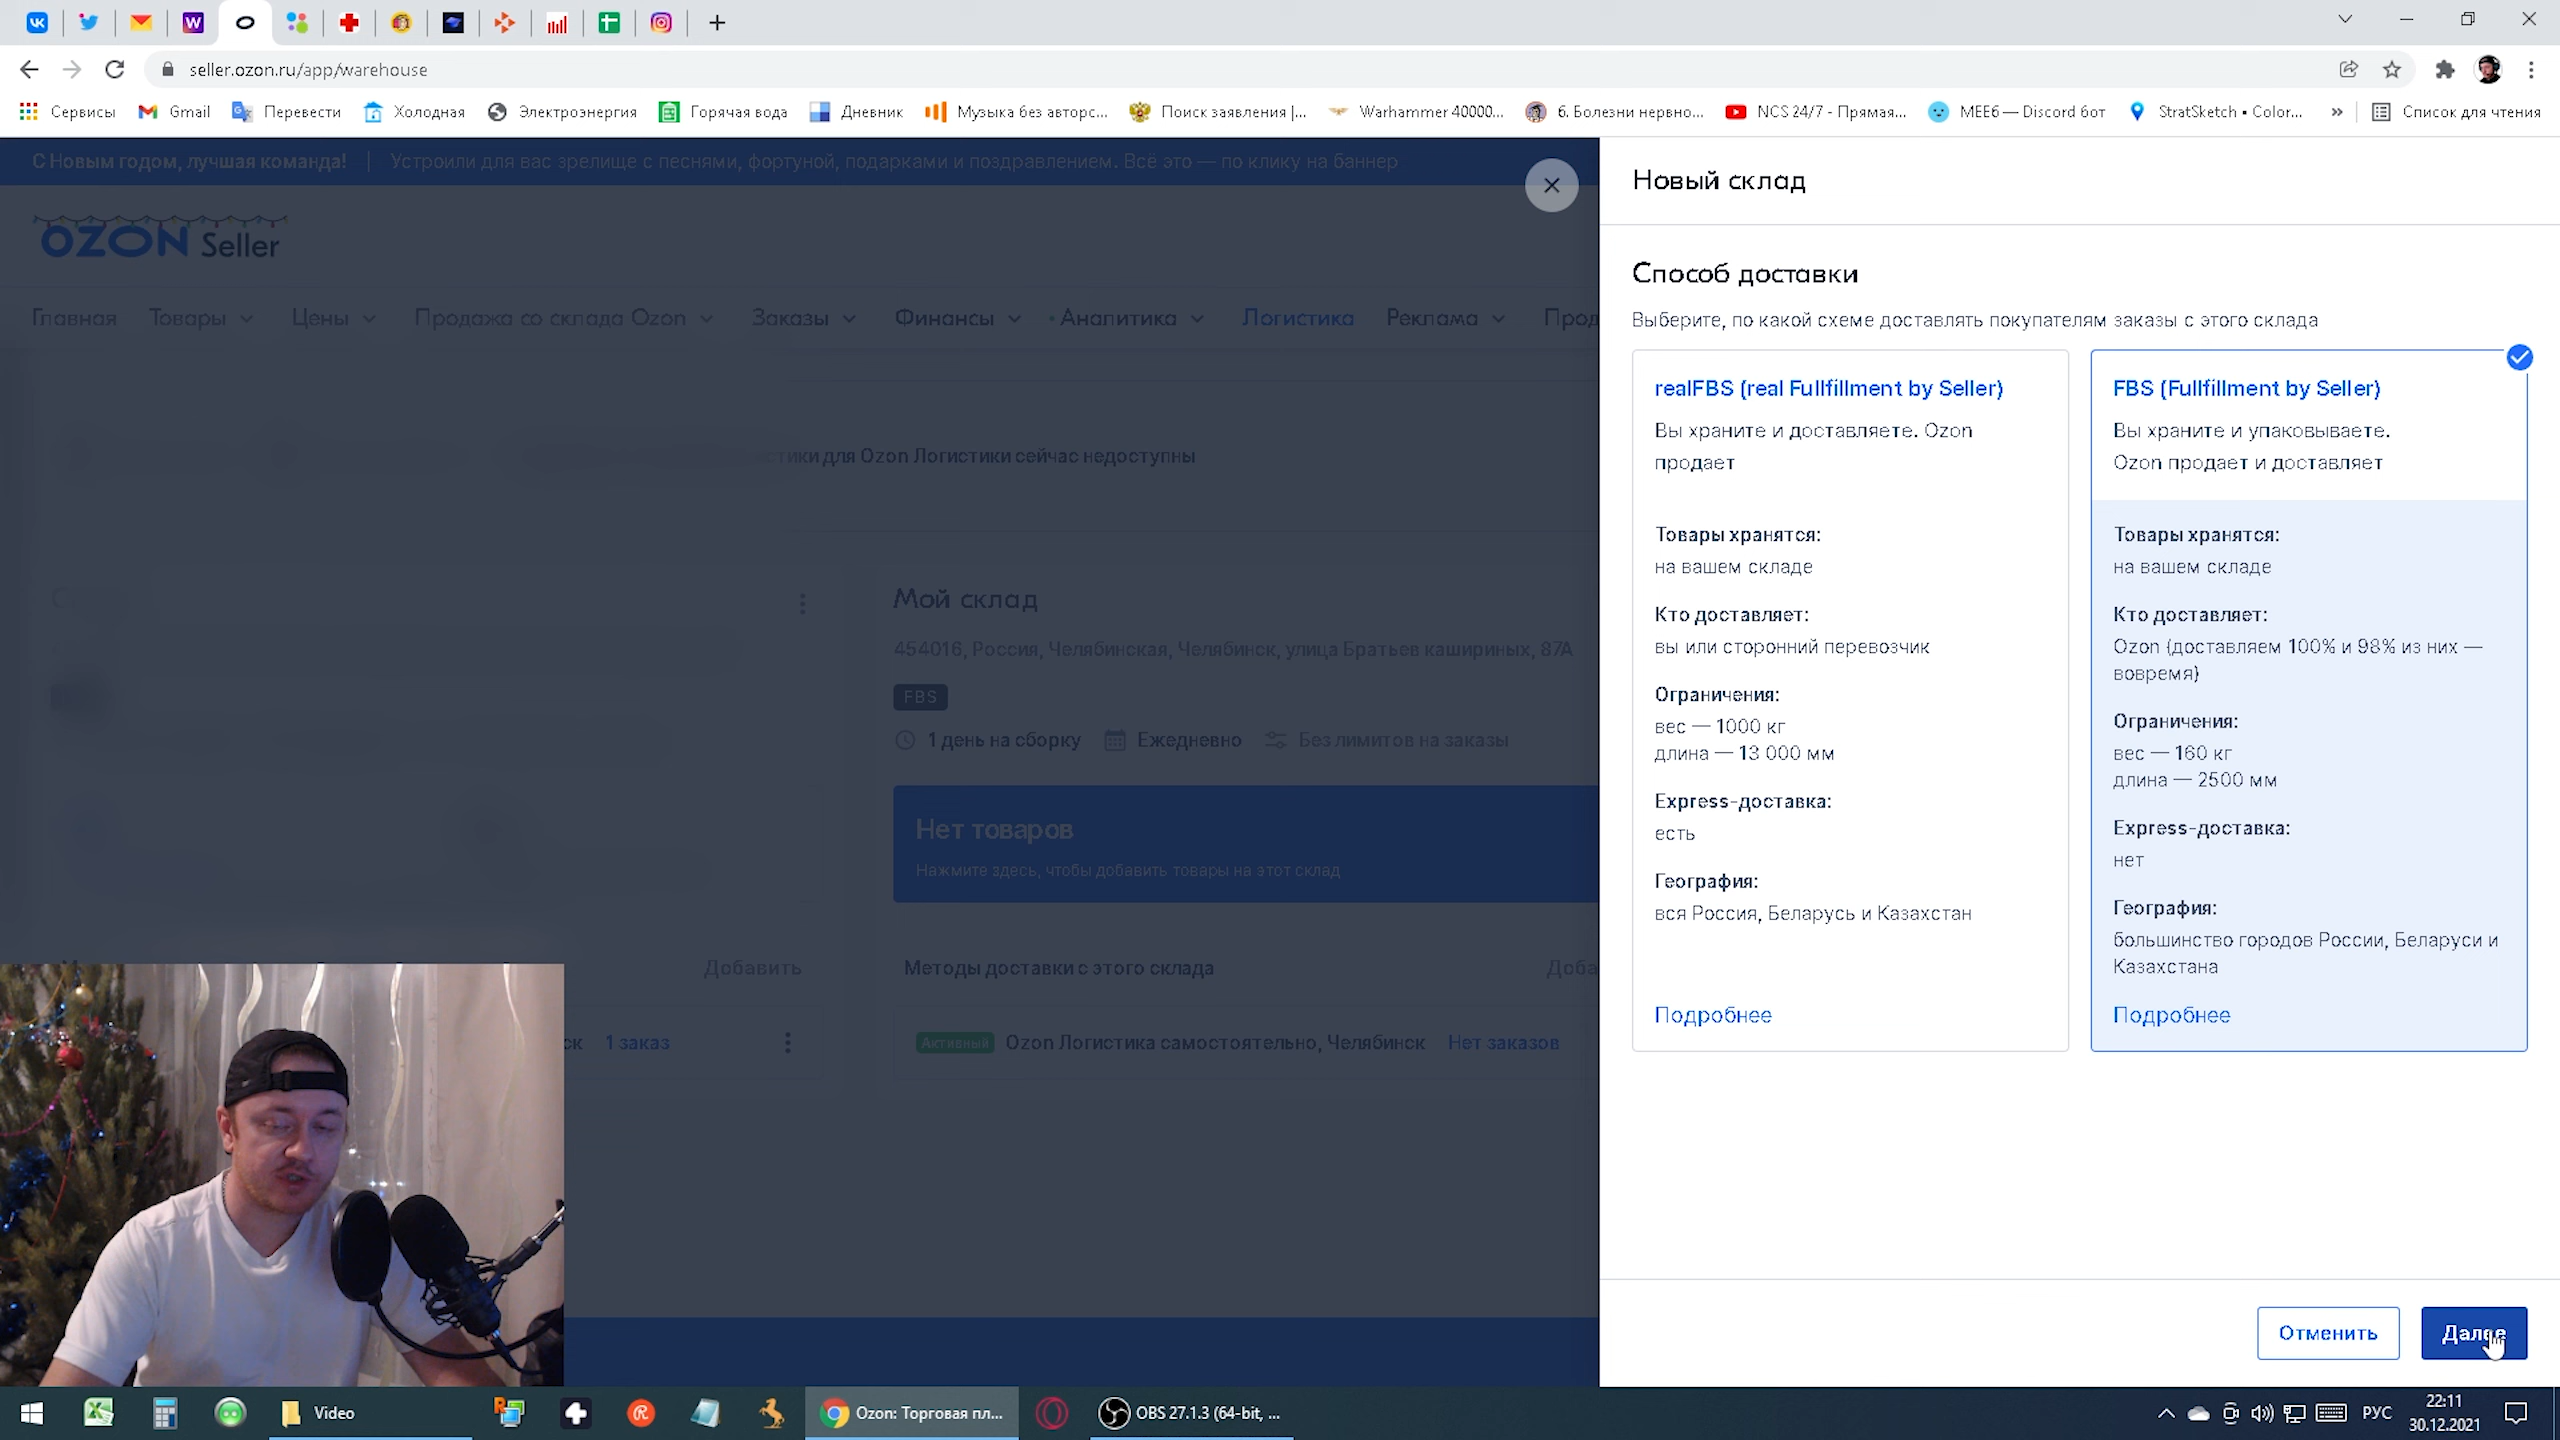 seller.ozon.ru/app/warehouse
Сервисы
Gmail
Перевести
Холодная
Электроэнергия
Горячая вода
Дневник
Музыка без авторс...
Поиск заявления |...
Warhammer 40000...
6. Болезни нервно...
NCS 24/7 - Прямая...
MEE6 — Discord бот
StratSketch • Color...
»
Список для чтения
С Новым годом, лучшая команда! | Устроили для вас зрелище с песнями, фортуной, подарками и поздравлением. Всё это — по клику на баннер
OZON Seller
Главная
Товары
Цены
Продажа со склада Ozon
Заказы
Финансы
Аналитика
Логистика
Реклама
Прод
тики для Ozon Логистики сейчас недоступны
Мой склад
454016, Россия, Челябинская, Челябинск, улица Братьев кашириных, 87А
FBS
1 день на сборку
Ежедневно
Без лимитов на заказы
Нет товаров
Нажмите здесь, чтобы добавить товары на этот склад
Добавить
Методы доставки с этого склада
Доба
ск
1 заказ
Активный
Ozon Логистика самостоятельно, Челябинск
Нет заказов
Новый склад
Способ доставки
Выберите, по какой схеме доставлять покупателям заказы с этого склада
realFBS (real Fullfillment by Seller)
Вы храните и доставляете. Ozon
продает
Товары хранятся:
на вашем складе
Кто доставляет:
вы или сторонний перевозчик
Ограничения:
вес — 1000 кг
длина — 13 000 мм
Express-доставка:
есть
География:
вся Россия, Беларусь и Казахстан
Подробнее
FBS (Fullfillment by Seller)
Вы храните и упаковываете.
Ozon продает и доставляет
Товары хранятся:
на вашем складе
Кто доставляет:
Ozon (доставляем 100% и 98% из них —
вовремя)
Ограничения:
вес — 160 кг
длина — 2500 мм
Express-доставка:
нет
География:
большинство городов России, Беларуси и
Казахстана
Подробнее
Отменить
Далее
Video
Ozon: Торговая пл...
OBS 27.1.3 (64-bit, ...
РУС
22:11
30.12.2021